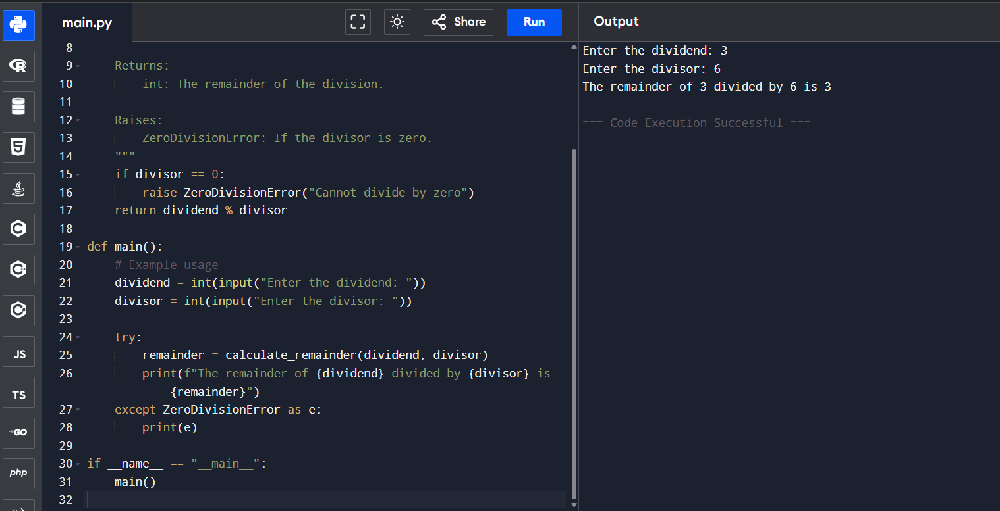 main.py
Share
Run
Output
8
9 Returns:
10 int: The remainder of the division.
11
12 Raises:
13 ZeroDivisionError: If the divisor is zero.
14 """
15 if divisor == 0:
16 raise ZeroDivisionError("Cannot divide by zero")
17 return dividend % divisor
18
19 def main():
20 # Example usage
21 dividend = int(input("Enter the dividend: "))
22 divisor = int(input("Enter the divisor: "))
23
24 try:
25 remainder = calculate_remainder(dividend, divisor)
26 print(f"The remainder of {dividend} divided by {divisor} is
{remainder}")
27 except ZeroDivisionError as e:
28 print(e)
29
30 if __name__ == "__main__":
31 main()
32
Enter the dividend: 3
Enter the divisor: 6
The remainder of 3 divided by 6 is 3
=== Code Execution Successful ===
R
5
C
C++
C#
JS
TS
GO
php